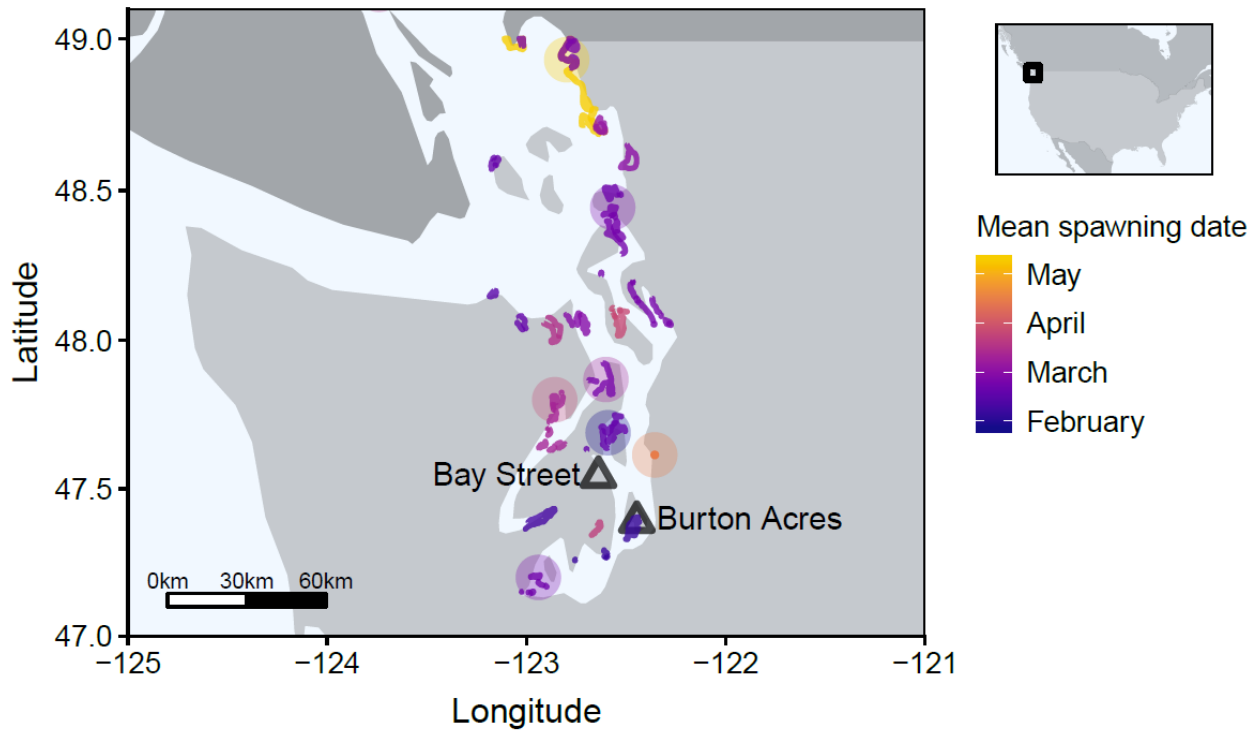 49.0
48.5
48.0
47.5
47.0
Latitude
−125
−124
−123
−122
−121
Longitude
Bay Street
Burton Acres
0km 30km 60km
Mean spawning date
May
April
March
February